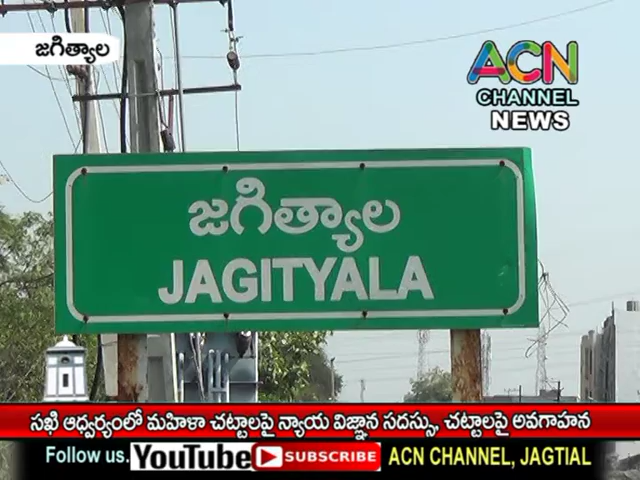 జగిత్యాల
ACN
CHANNEL
NEWS
జగిత్యాల
JAGITYALA
సఖి ఆధ్వర్యంలో మహిళా చట్టాలపై న్యాయ విజ్ఞాన సదస్సు, చట్టాలపై అవగాహన
Follow us. YouTube SUBSCRIBE ACN CHANNEL, JAGTIAL